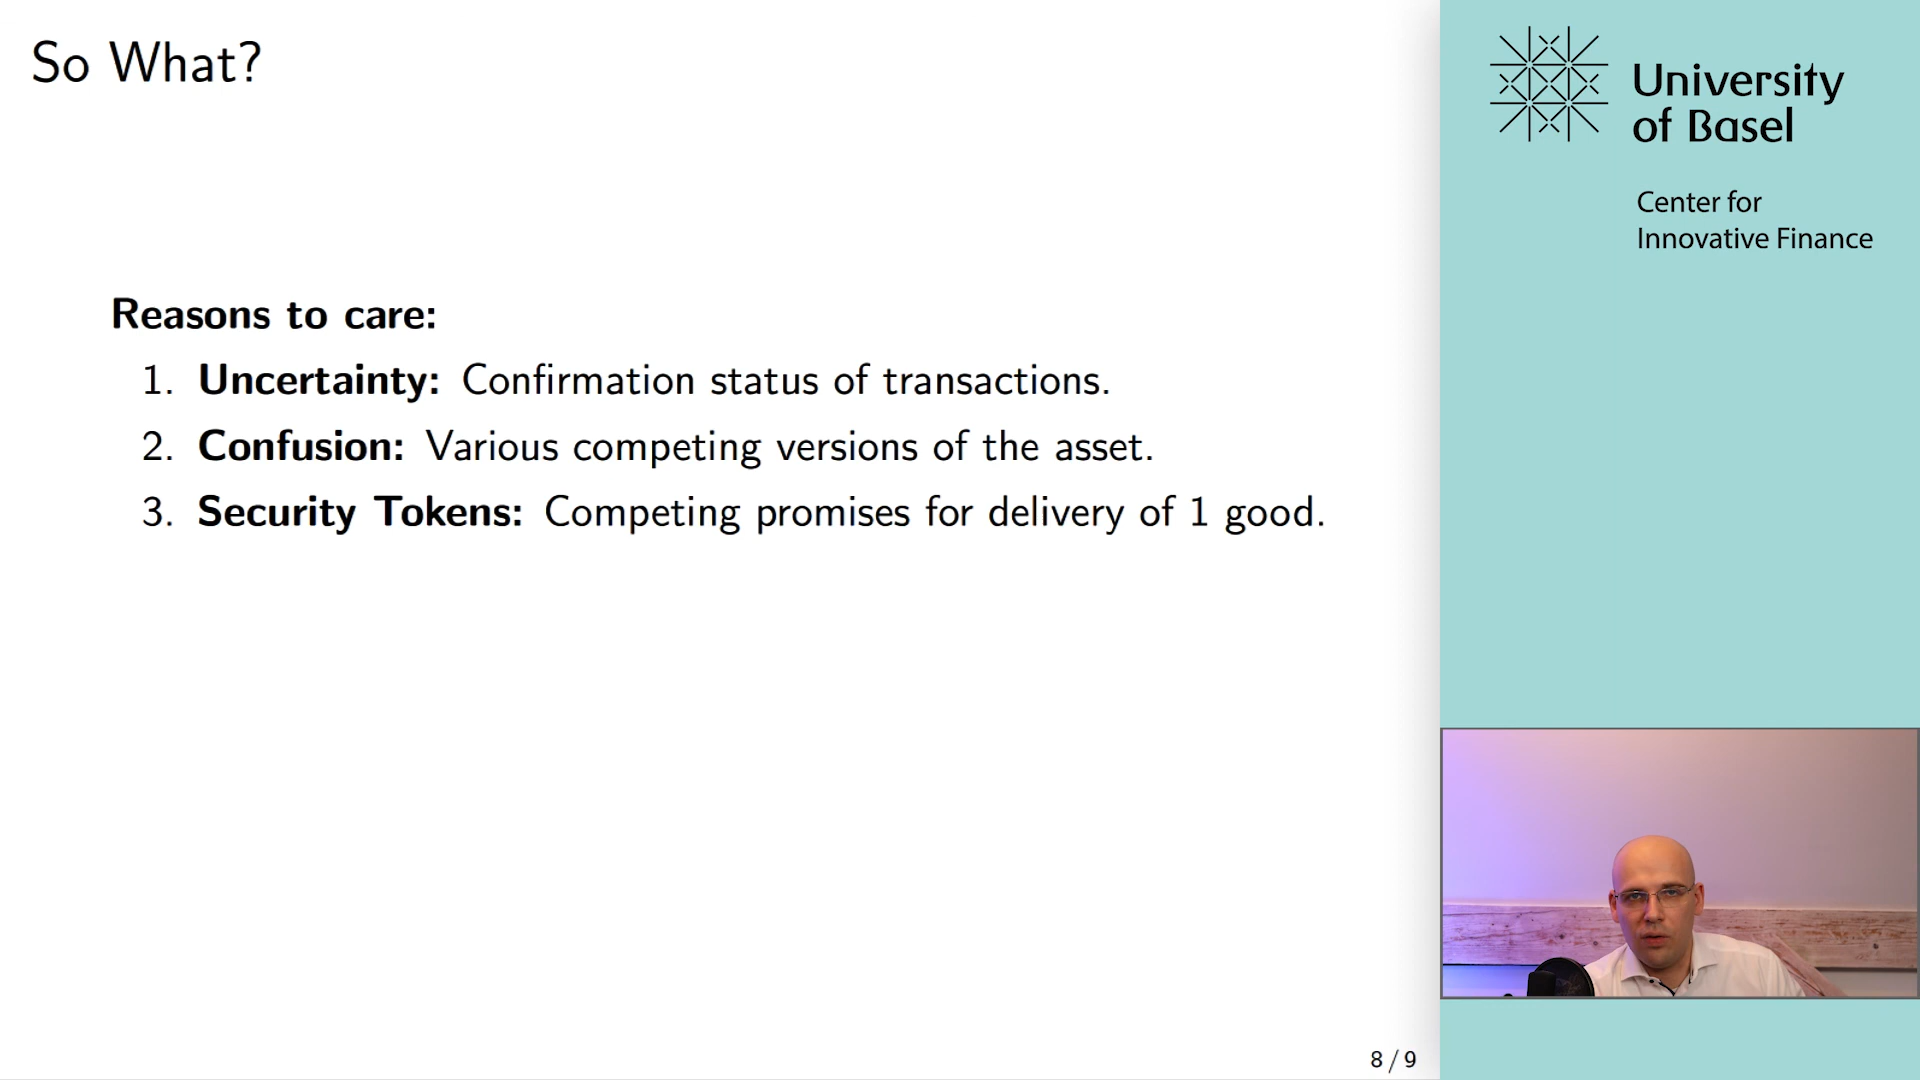 So What?
Reasons to care:
1. Uncertainty: Confirmation status of transactions.
2. Confusion: Various competing versions of the asset.
3. Security Tokens: Competing promises for delivery of 1 good.
8 / 9
University
of Basel
Center for
Innovative Finance